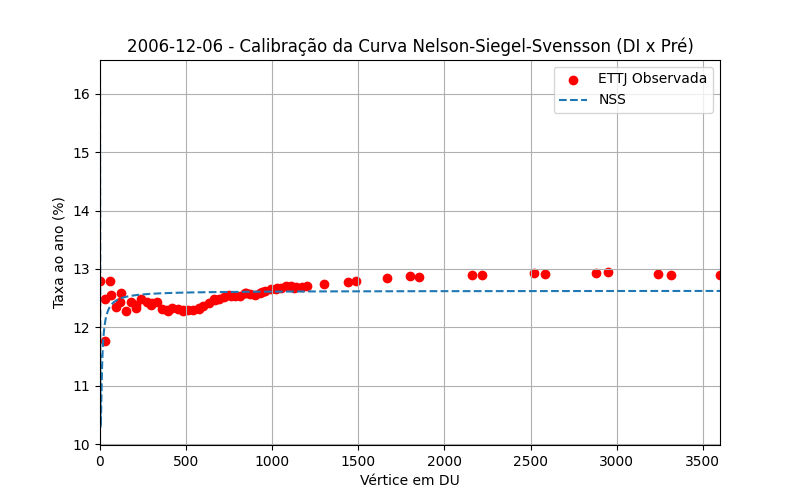 2006-12-06 - Calibração da Curva Nelson-Siegel-Svensson (DI x Pré)
ETTJ Observada
NSS
Taxa ao ano (%)
16
15
14
13
12
11
10
0 500 1000 1500 2000 2500 3000 3500
Vértice em DU